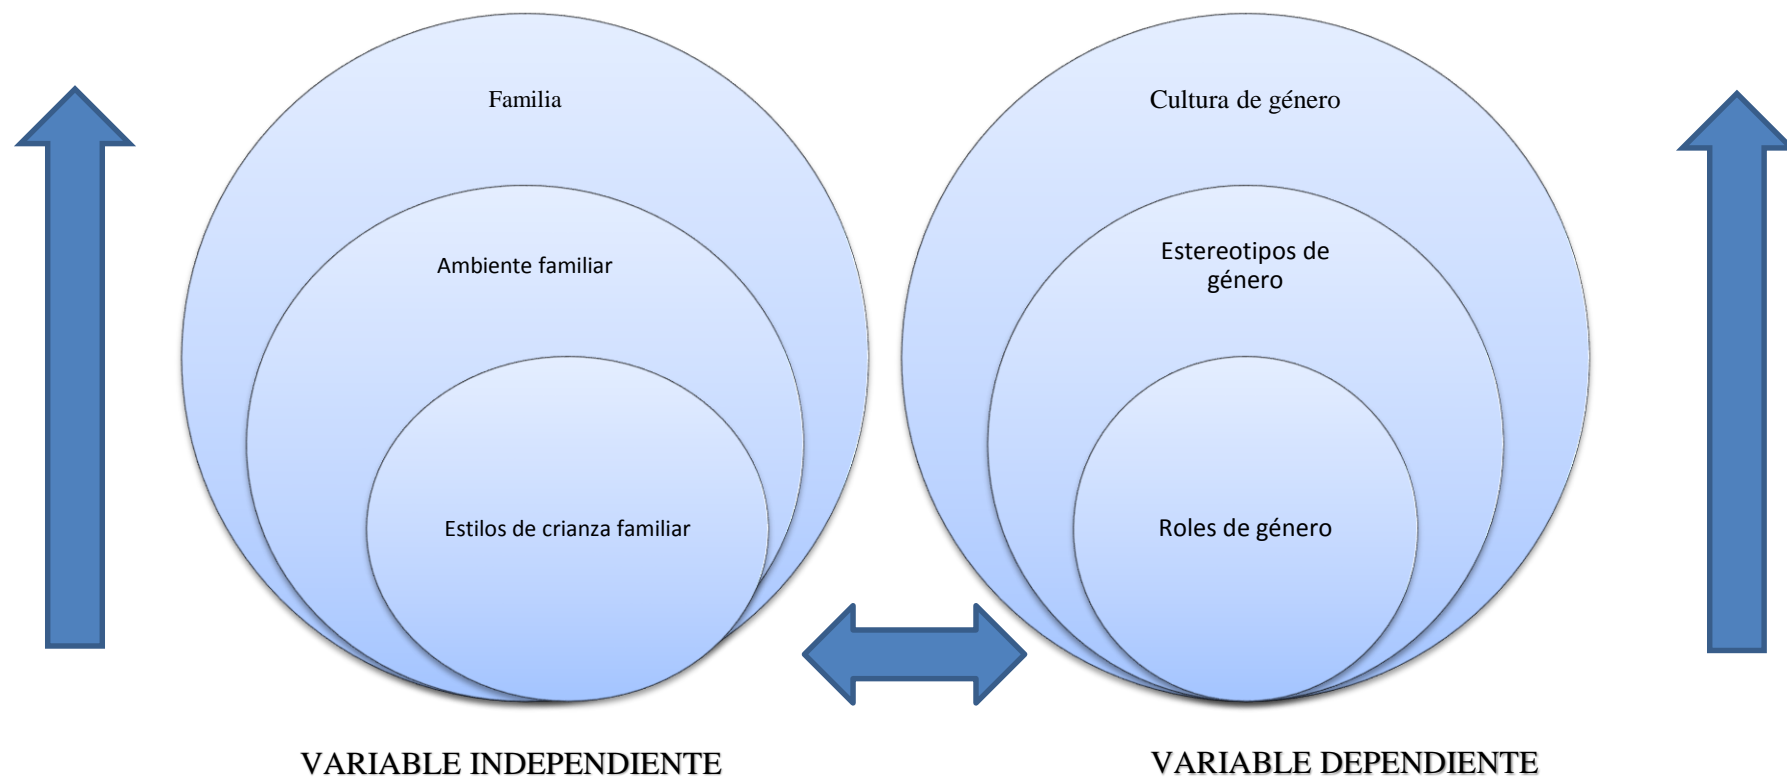 Familia
Ambiente familiar
Estilos de crianza familiar
Cultura de género
Estereotipos de
género
Roles de género
VARIABLE INDEPENDIENTE
VARIABLE DEPENDIENTE